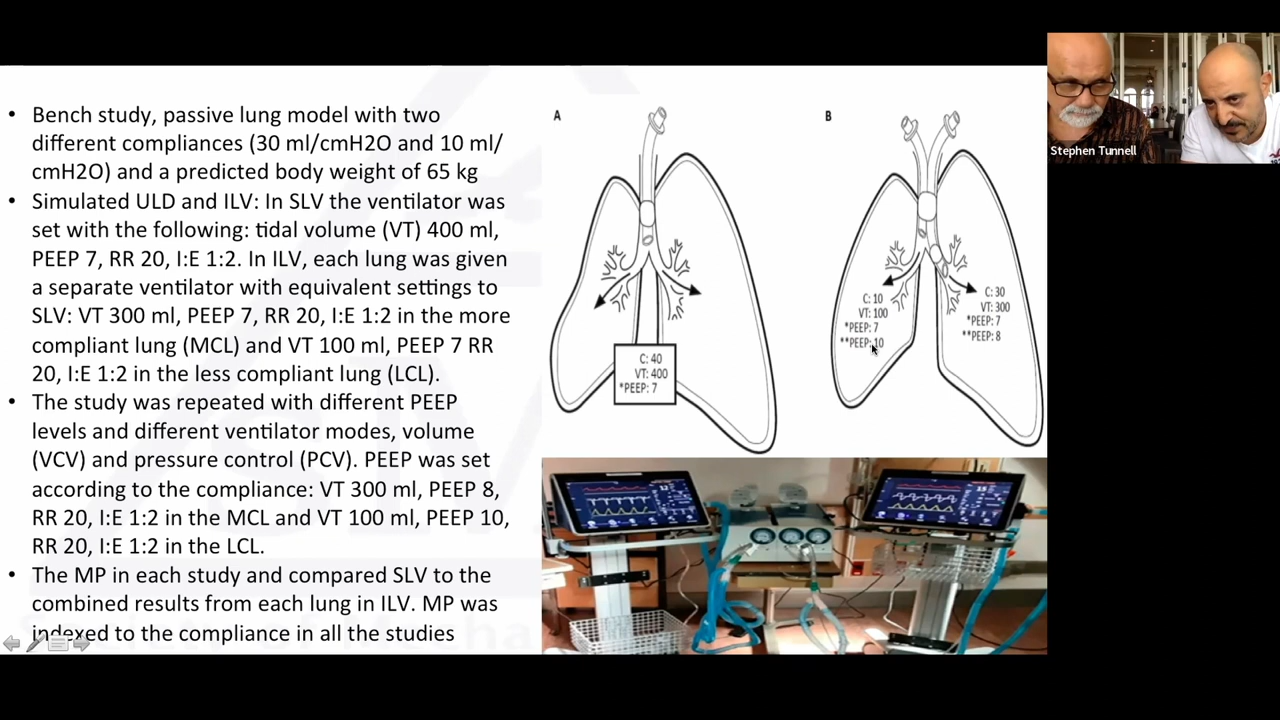 • Bench study, passive lung model with two
different compliances (30 ml/cmH2O and 10 ml/
cmH2O) and a predicted body weight of 65 kg
• Simulated ULD and ILV: In SLV the ventilator was
set with the following: tidal volume (VT) 400 ml,
PEEP 7, RR 20, I:E 1:2. In ILV, each lung was given
a separate ventilator with equivalent settings to
SLV: VT 300 ml, PEEP 7, RR 20, I:E 1:2 in the more
compliant lung (MCL) and VT 100 ml, PEEP 7 RR
20, I:E 1:2 in the less compliant lung (LCL).
• The study was repeated with different PEEP
levels and different ventilator modes, volume
(VCV) and pressure control (PCV). PEEP was set
according to the compliance: VT 300 ml, PEEP 8,
RR 20, I:E 1:2 in the MCL and VT 100 ml, PEEP 10,
RR 20, I:E 1:2 in the LCL.
• The MP in each study and compared SLV to the
combined results from each lung in ILV. MP was
indexed to the compliance in all the studies
A
C: 40
VT: 400
*PEEP: 7
B
C: 10
VT: 100
*PEEP: 7
**PEEP: 10
C: 30
VT: 300
*PEEP: 7
**PEEP: 8
Stephen Tunnell